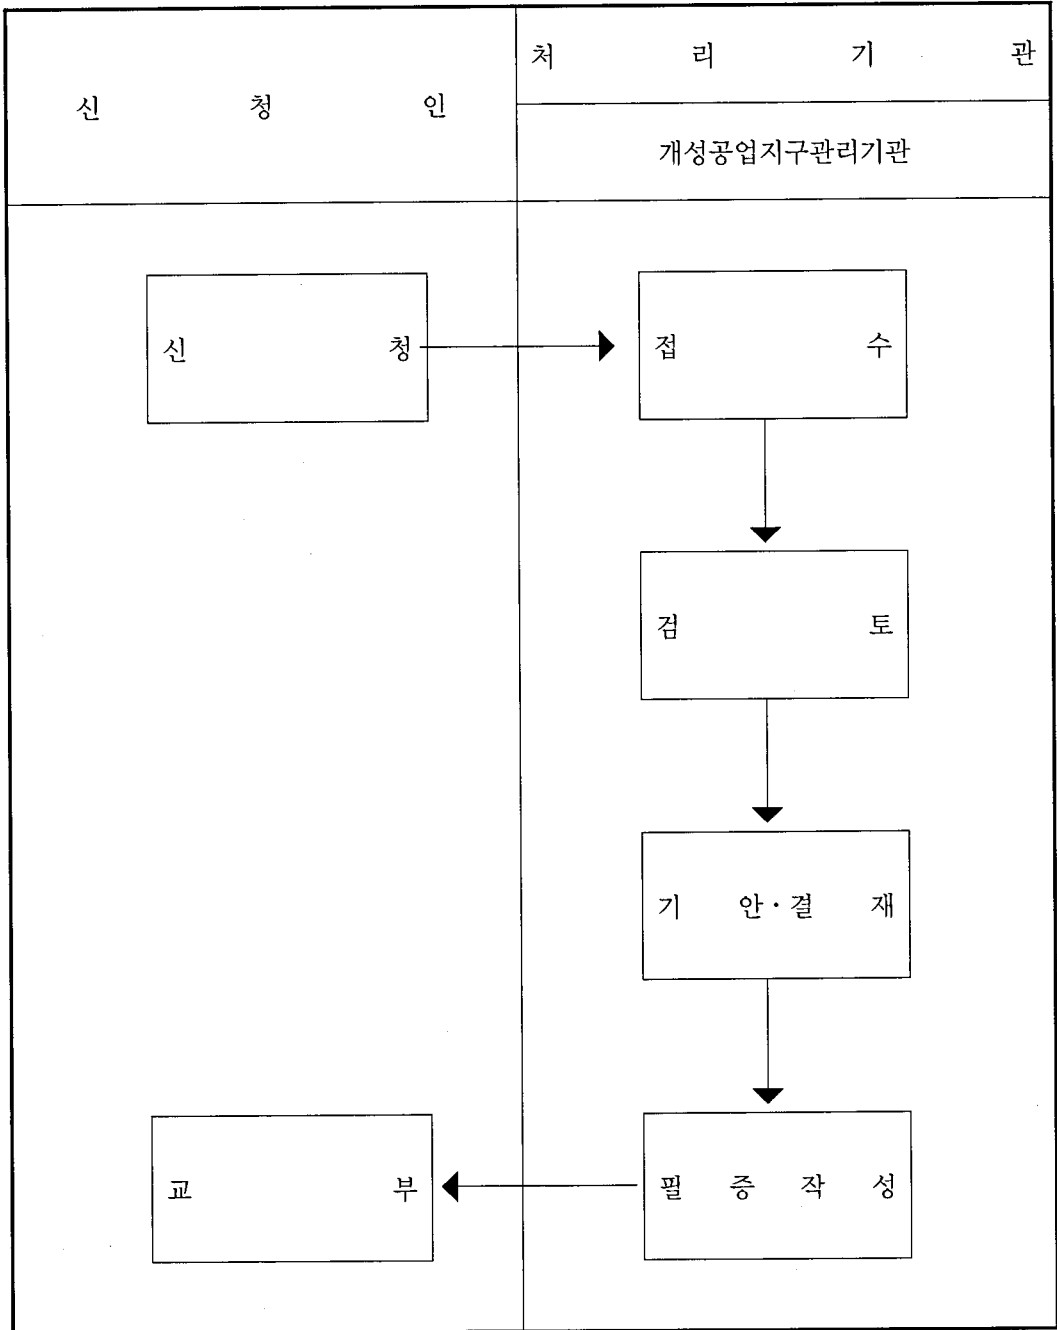 처 리 기 관
신 청 인
개성공업지구관리기관
신 청
접 수
검 토
기 안·결 재
필 증 작 성
교 부